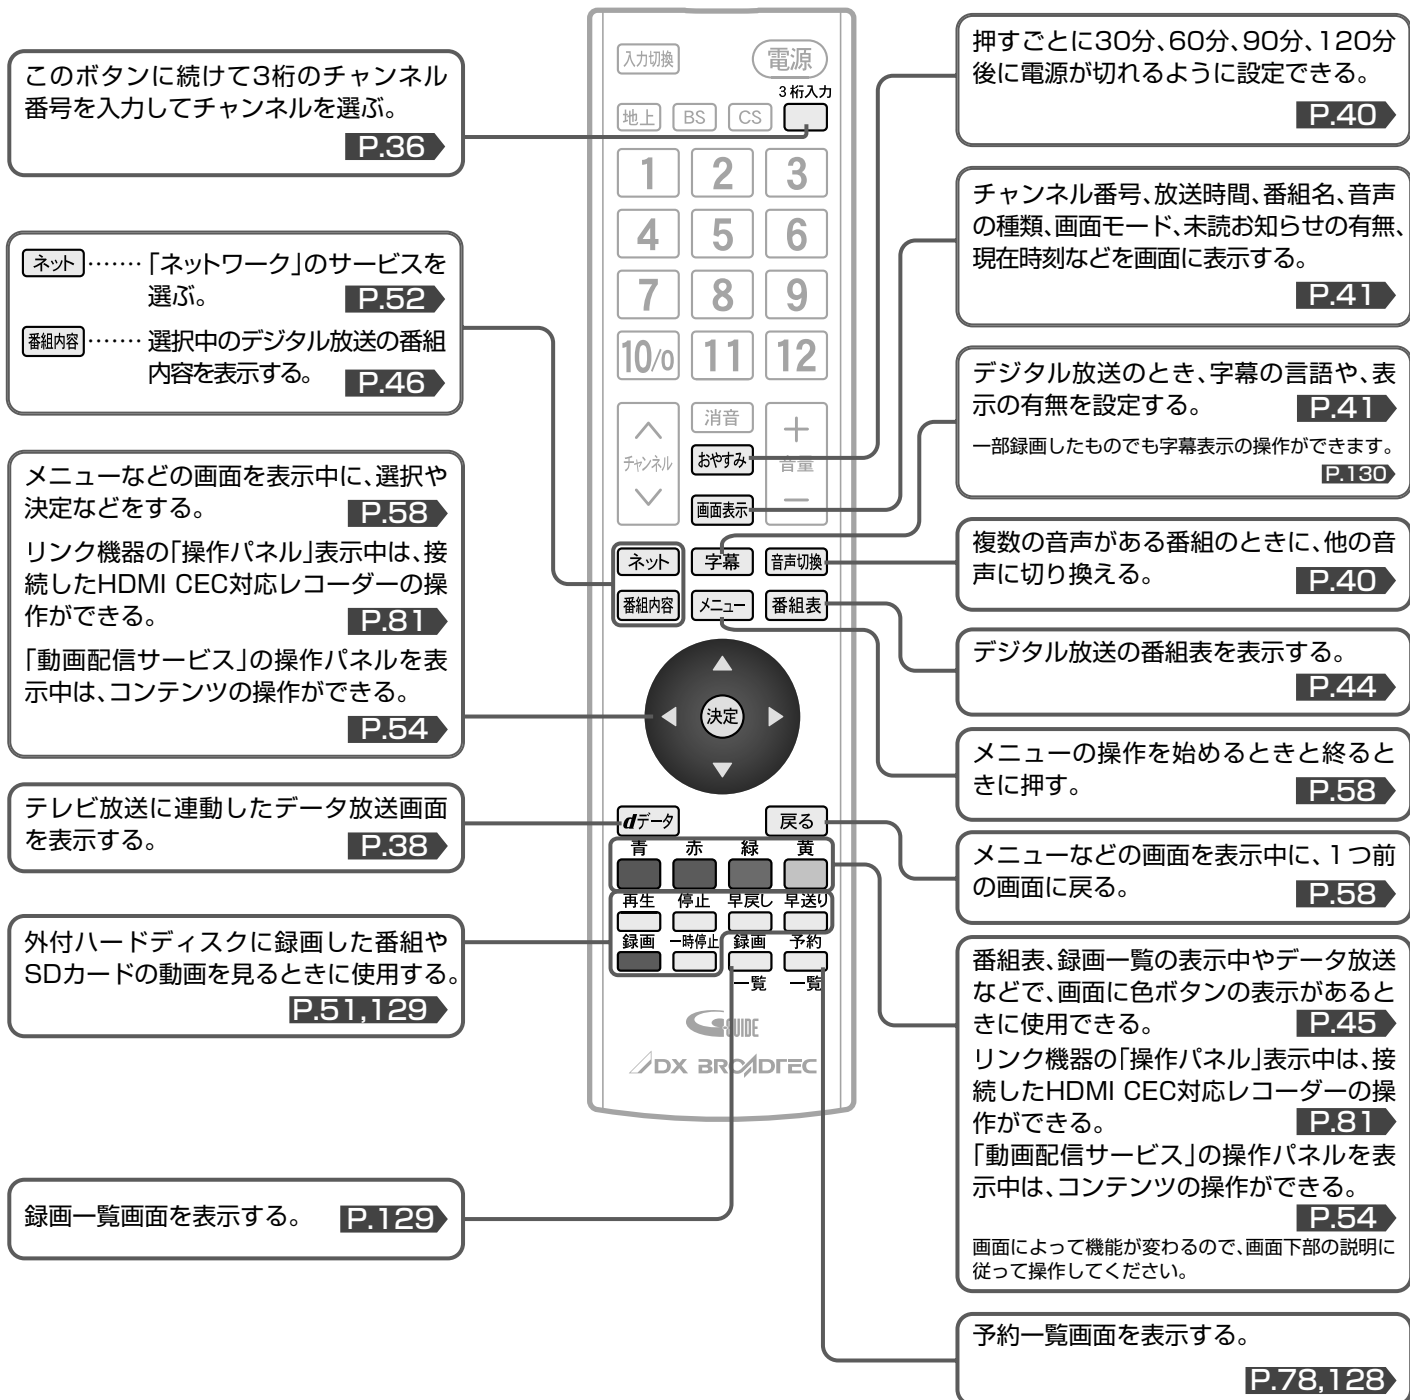 このボタンに続けて3桁のチャンネル
番号を入力してチャンネルを選ぶ。
P.36
ネット……「ネットワーク」のサービスを
選ぶ。 P.52
番組内容……選択中のデジタル放送の番組
内容を表示する。 P.46
メニューなどの画面を表示中に、選択や
決定などをする。 P.58
リンク機器の「操作パネル」表示中は、接
続したHDMI CEC対応レコーダーの操
作ができる。 P.81
「動画配信サービス」の操作パネルを表
示中は、コンテンツの操作ができる。
P.54
テレビ放送に連動したデータ放送画面
を表示する。 P.38
外付ハードディスクに録画した番組や
SDカードの動画を見るときに使用する。
P.51,129
録画一覧画面を表示する。 P.129
入力切換 電源
3桁入力
地上 BS CS
1 2 3
4 5 6
7 8 9
10/0 11 12
消音
チャンネル おやすみ 音量
画面表示
ネット 字幕 音声切換
番組内容 メニュー 番組表
決定
dデータ 戻る
青 赤 緑 黄
再生 停止 早戻し 早送り
録画 一時停止 録画 予約
一覧 一覧
G-GUIDE
DX BROADTEC
押すごとに30分、60分、90分、120分
後に電源が切れるように設定できる。
P.40
チャンネル番号、放送時間、番組名、音声
の種類、画面モード、未読お知らせの有無、
現在時刻などを画面に表示する。
P.41
デジタル放送のとき、字幕の言語や、表
示の有無を設定する。 P.41
一部録画したものでも字幕表示の操作ができます。
P.130
複数の音声がある番組のときに、他の音
声に切り換える。 P.40
デジタル放送の番組表を表示する。
P.44
メニューの操作を始めるときと終ると
きに押す。 P.58
メニューなどの画面を表示中に、1つ前
の画面に戻る。 P.58
番組表、録画一覧の表示中やデータ放送
などで、画面に色ボタンの表示があると
きに使用できる。 P.45
リンク機器の「操作パネル」表示中は、接
続したHDMI CEC対応レコーダーの操
作ができる。 P.81
「動画配信サービス」の操作パネルを表
示中は、コンテンツの操作ができる。
P.54
画面によって機能が変わるので、画面下部の説明に
従って操作してください。
予約一覧画面を表示する。
P.78,128